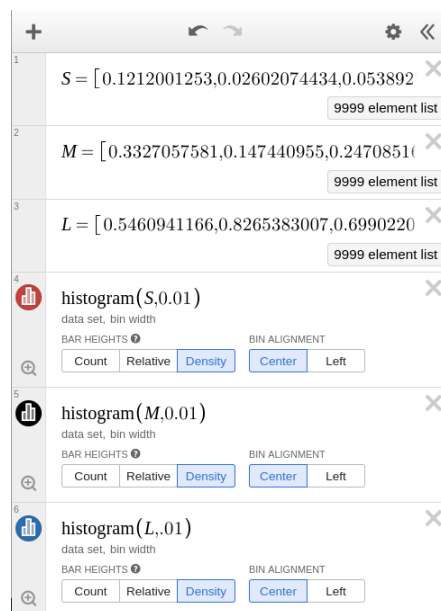 1
S = [0.1212001253,0.02602074434,0.053892
9999 element list
2
M = [0.3327057581,0.147440955,0.24708516
9999 element list
3
L = [0.5460941166,0.8265383007,0.6990220
9999 element list
4
histogram(S,0.01)
data set, bin width
BAR HEIGHTS ? BIN ALIGNMENT
Count Relative Density Center Left
5
histogram(M,0.01)
data set, bin width
BAR HEIGHTS ? BIN ALIGNMENT
Count Relative Density Center Left
6
histogram(L,.01)
data set, bin width
BAR HEIGHTS ? BIN ALIGNMENT
Count Relative Density Center Left